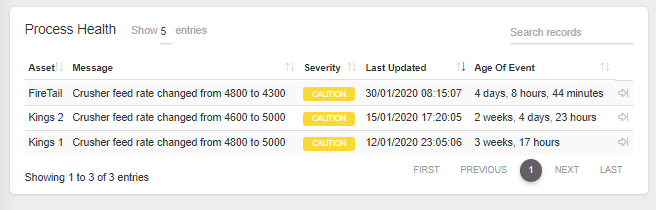 Process Health Show 5 entries Search records
Asset Message Severity Last Updated Age Of Event
FireTail Crusher feed rate changed from 4800 to 4300 CAUTION 30/01/2020 08:15:07 4 days, 8 hours, 44 minutes
Kings 2 Crusher feed rate changed from 4600 to 5000 CAUTION 15/01/2020 17:20:05 2 weeks, 4 days, 23 hours
Kings 1 Crusher feed rate changed from 4800 to 5000 CAUTION 12/01/2020 23:05:06 3 weeks, 17 hours
FIRST PREVIOUS 1 NEXT LAST
Showing 1 to 3 of 3 entries